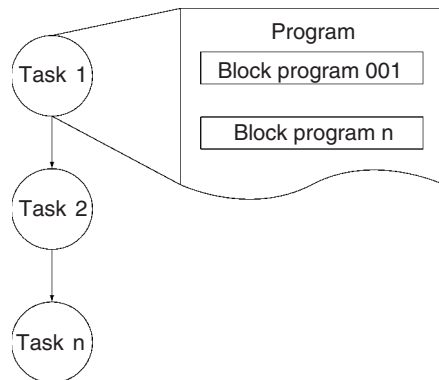 Program
Task 1
Block program 001
Block program n
Task 2
Task n